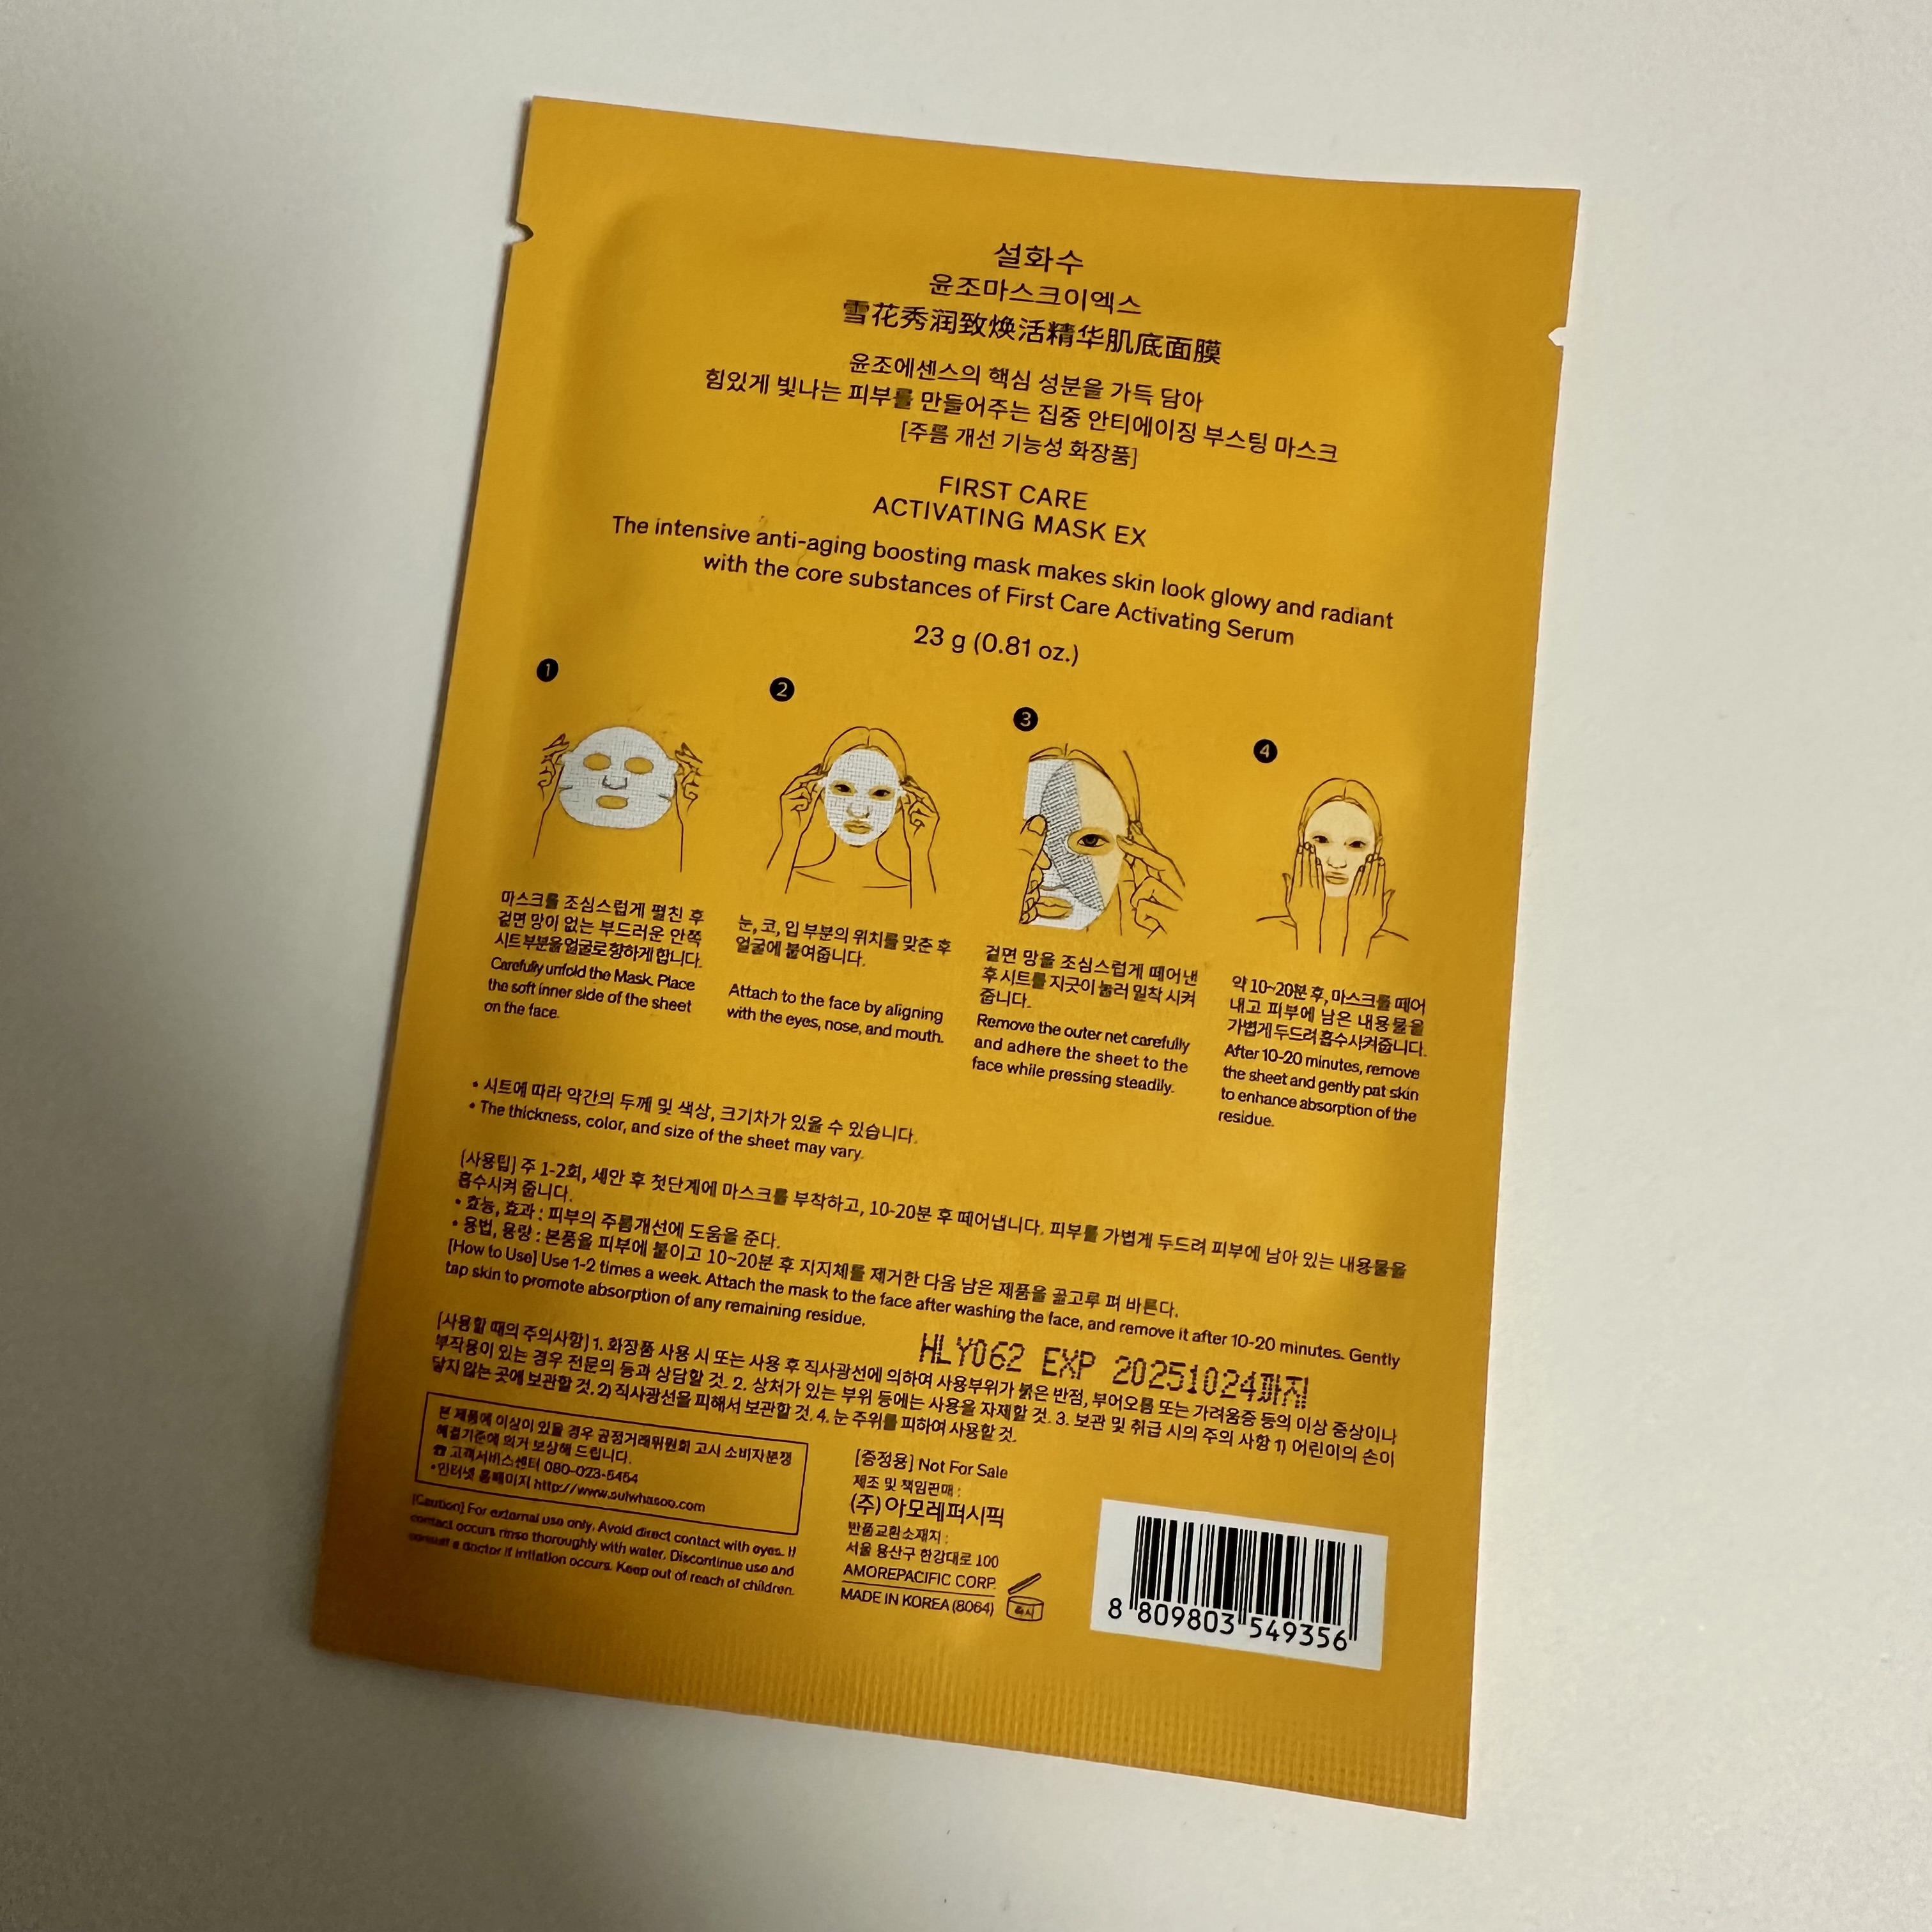 설화수
윤조마스크이엑스
雪花秀润致焕活精华肌底面膜
윤조에센스의 핵심 성분을 가득 담아
힘있게 빛나는 피부를 만들어주는 집중 안티에이징 부스팅 마스크
[주름 개선 기능성 화장품]
FIRST CARE
ACTIVATING MASK EX
The intensive anti-aging boosting mask makes skin look glowy and radiant
with the core substances of First Care Activating Serum
23 g (0.81 oz.)
1
마스크를 조심스럽게 펼친 후
겉면 망이 없는 부드러운 안쪽
시트 부분을 얼굴로 향하게 합니다.
Carefully unfold the Mask. Place
the soft inner side of the sheet
on the face.
2
눈, 코, 입 부분의 위치를 맞춘 후
얼굴에 붙여줍니다.
Attach to the face by aligning
with the eyes, nose, and mouth.
3
겉면 망을 조심스럽게 떼어낸
후 시트를 지긋이 눌러 밀착 시켜
줍니다.
Remove the outer net carefully
and adhere the sheet to the
face while pressing steadily.
4
약 10~20분 후, 마스크를 떼어
내고 피부에 남은 내용물을
가볍게 두드려 흡수시켜줍니다.
After 10-20 minutes, remove
the sheet and gently pat skin
to enhance absorption of the
residue.
• 시트에 따라 약간의 두께 및 색상, 크기차가 있을 수 있습니다.
• The thickness, color, and size of the sheet may vary.
[사용팁] 주 1-2회, 세안 후 첫단계에 마스크를 부착하고, 10-20분 후 떼어냅니다. 피부를 가볍게 두드려 피부에 남아 있는 내용물을
흡수시켜 줍니다.
• 효능, 효과 : 피부의 주름개선에 도움을 준다.
• 용법, 용량 : 본품을 피부에 붙이고 10~20분 후 지지체를 제거한 다음 남은 제품을 골고루 펴 바른다.
[How to Use] Use 1-2 times a week. Attach the mask to the face after washing the face, and remove it after 10-20 minutes. Gently
tap skin to promote absorption of any remaining residue.
HLY062 EXP 20251024까지
[사용할 때의 주의사항] 1. 화장품 사용 시 또는 사용 후 직사광선에 의하여 사용부위가 붉은 반점, 부어오름 또는 가려움증 등의 이상 증상이나
부작용이 있는 경우 전문의 등과 상담할 것. 2. 상처가 있는 부위 등에는 사용을 자제할 것. 3. 보관 및 취급 시의 주의 사항 1) 어린이의 손이
닿지 않는 곳에 보관할 것. 2) 직사광선을 피해서 보관할 것. 4. 눈 주위를 피하여 사용할 것.
본 제품에 이상이 있을 경우 공정거래위원회 고시 소비자분쟁
해결기준에 의거 보상해 드립니다.
☎ 고객서비스센터 080-023-5454
•인터넷 홈페이지 http://www.sulwhasoo.com
[Caution] For external use only. Avoid direct contact with eyes. If
contact occurs rinse thoroughly with water. Discontinue use and
consult a doctor if irritation occurs. Keep out of reach of children.
[증정용] Not For Sale
제조 및 책임판매 :
(주)아모레퍼시픽
반품교환소재지 :
서울 용산구 한강대로 100
AMOREPACIFIC CORP.
MADE IN KOREA (8064)
즉시
8 809803 549356